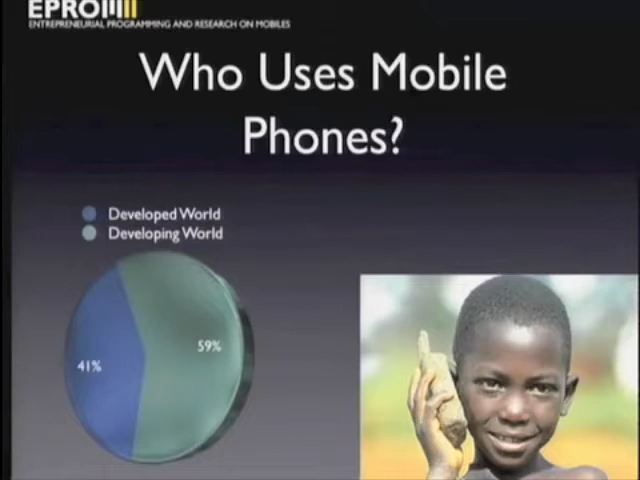 EPROM
ENTREPRENEURIAL PROGRAMMING AND RESEARCH ON MOBILES
Who Uses Mobile
Phones?
Developed World
Developing World
59%
41%